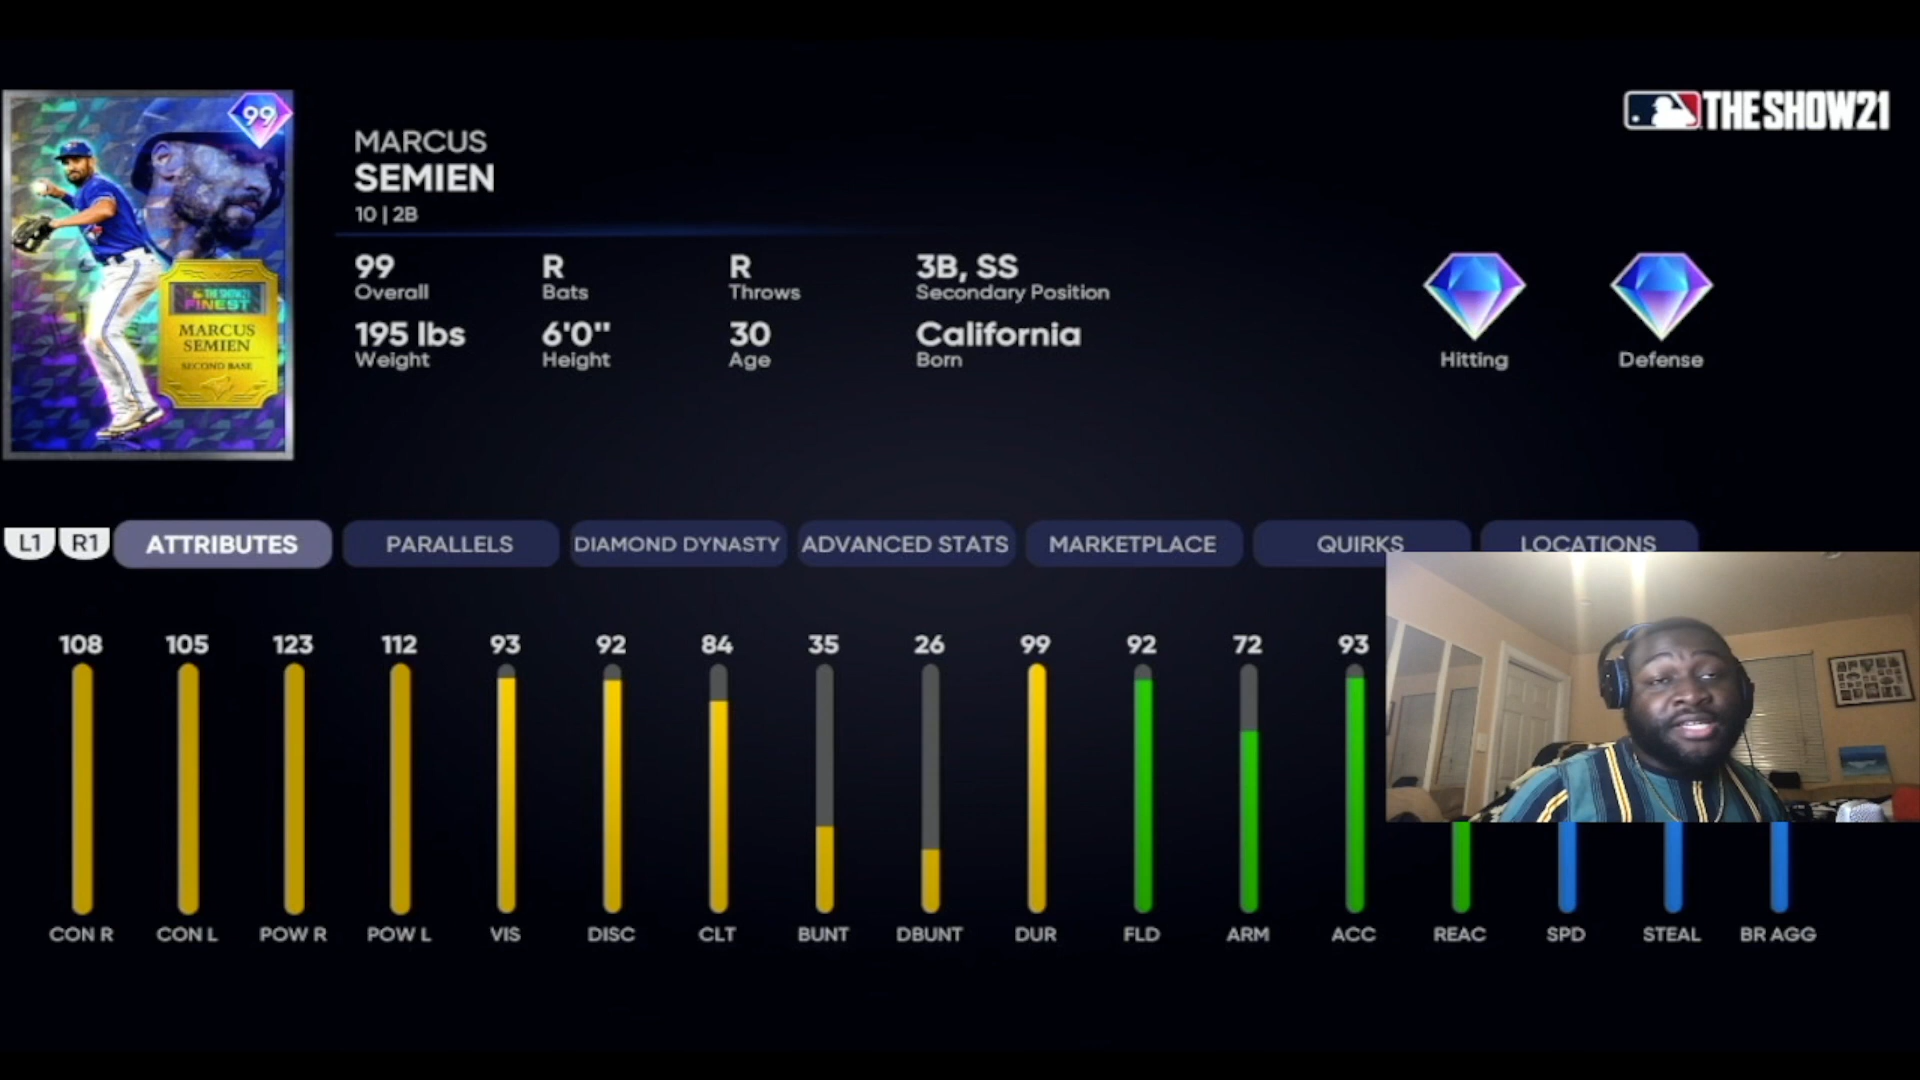 99
THE SHOW21
FINEST
MARCUS
SEMIEN
SECOND BASE
MARCUS
SEMIEN
10 | 2B
THE SHOW21
99
Overall
R
Bats
R
Throws
3B, SS
Secondary Position
195 lbs
Weight
6'0"
Height
30
Age
California
Born
Hitting
Defense
L1 R1 ATTRIBUTES PARALLELS DIAMOND DYNASTY ADVANCED STATS MARKETPLACE QUIRKS LOCATIONS
108 105 123 112 93 92 84 35 26 99 92 72 93
CON R CON L POW R POW L VIS DISC CLT BUNT DBUNT DUR FLD ARM ACC REAC SPD STEAL BR AGG